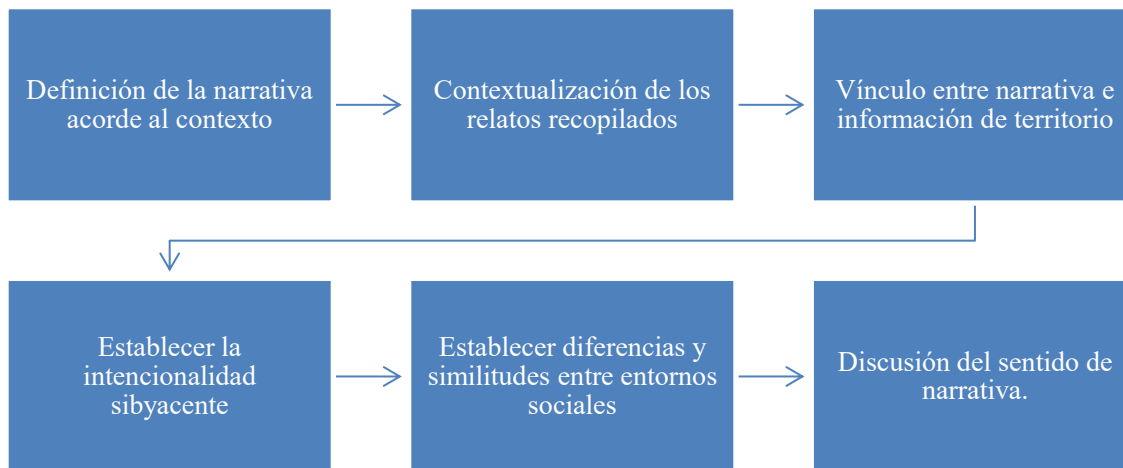 Definición de la narrativa
acorde al contexto
Contextualización de los
relatos recopilados
Vínculo entre narrativa e
información de territorio
Establecer la
intencionalidad
sibyacente
Establecer diferencias y
similitudes entre entornos
sociales
Discusión del sentido de
narrativa.